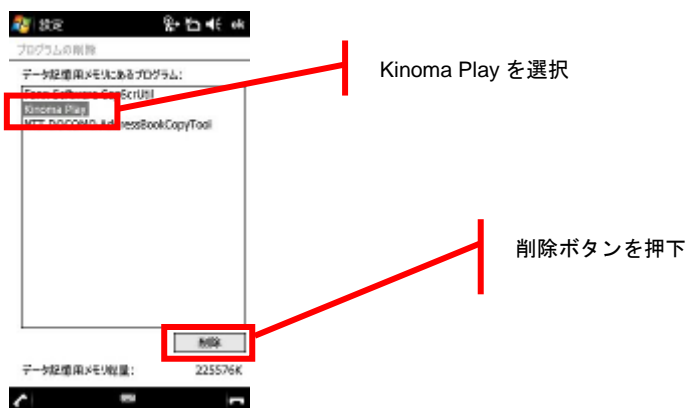 設定
ok
プログラムの削除
データ記憶用メモリにあるプログラム:
Kinoma Play
NTT DOCOMO AddressBookCopyTool
削除
データ記憶用メモリ総量: 225576K
Kinoma Play を選択
削除ボタンを押下